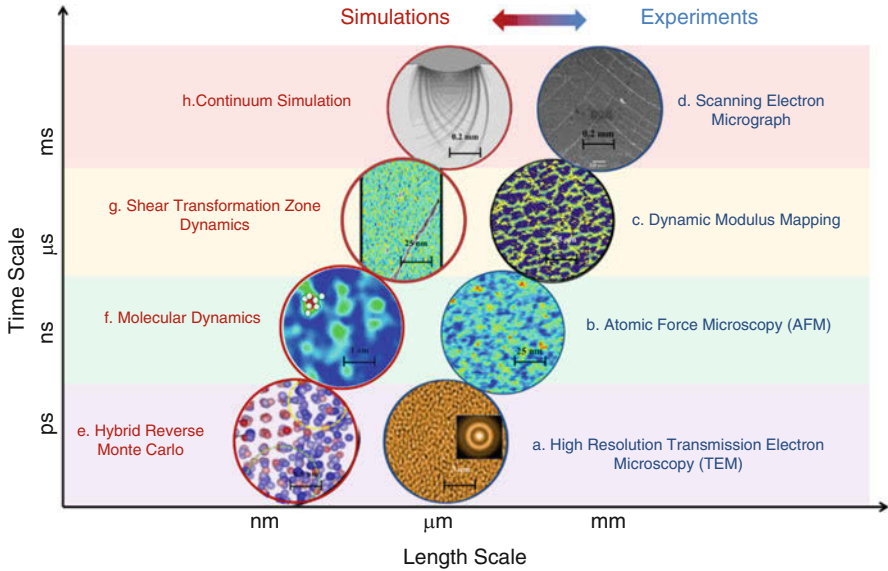 Simulations
Experiments
h.Continuum Simulation
0.2 mm
0.2 mm
d. Scanning Electron
Micrograph
g. Shear Transformation Zone
Dynamics
25 nm
c. Dynamic Modulus Mapping
f. Molecular Dynamics
1 nm
25 nm
b. Atomic Force Microscopy (AFM)
e. Hybrid Reverse
Monte Carlo
a. High Resolution Transmission Electron
Microscopy (TEM)
Time Scale
ms
μs
ns
ps
nm
μm
mm
Length Scale